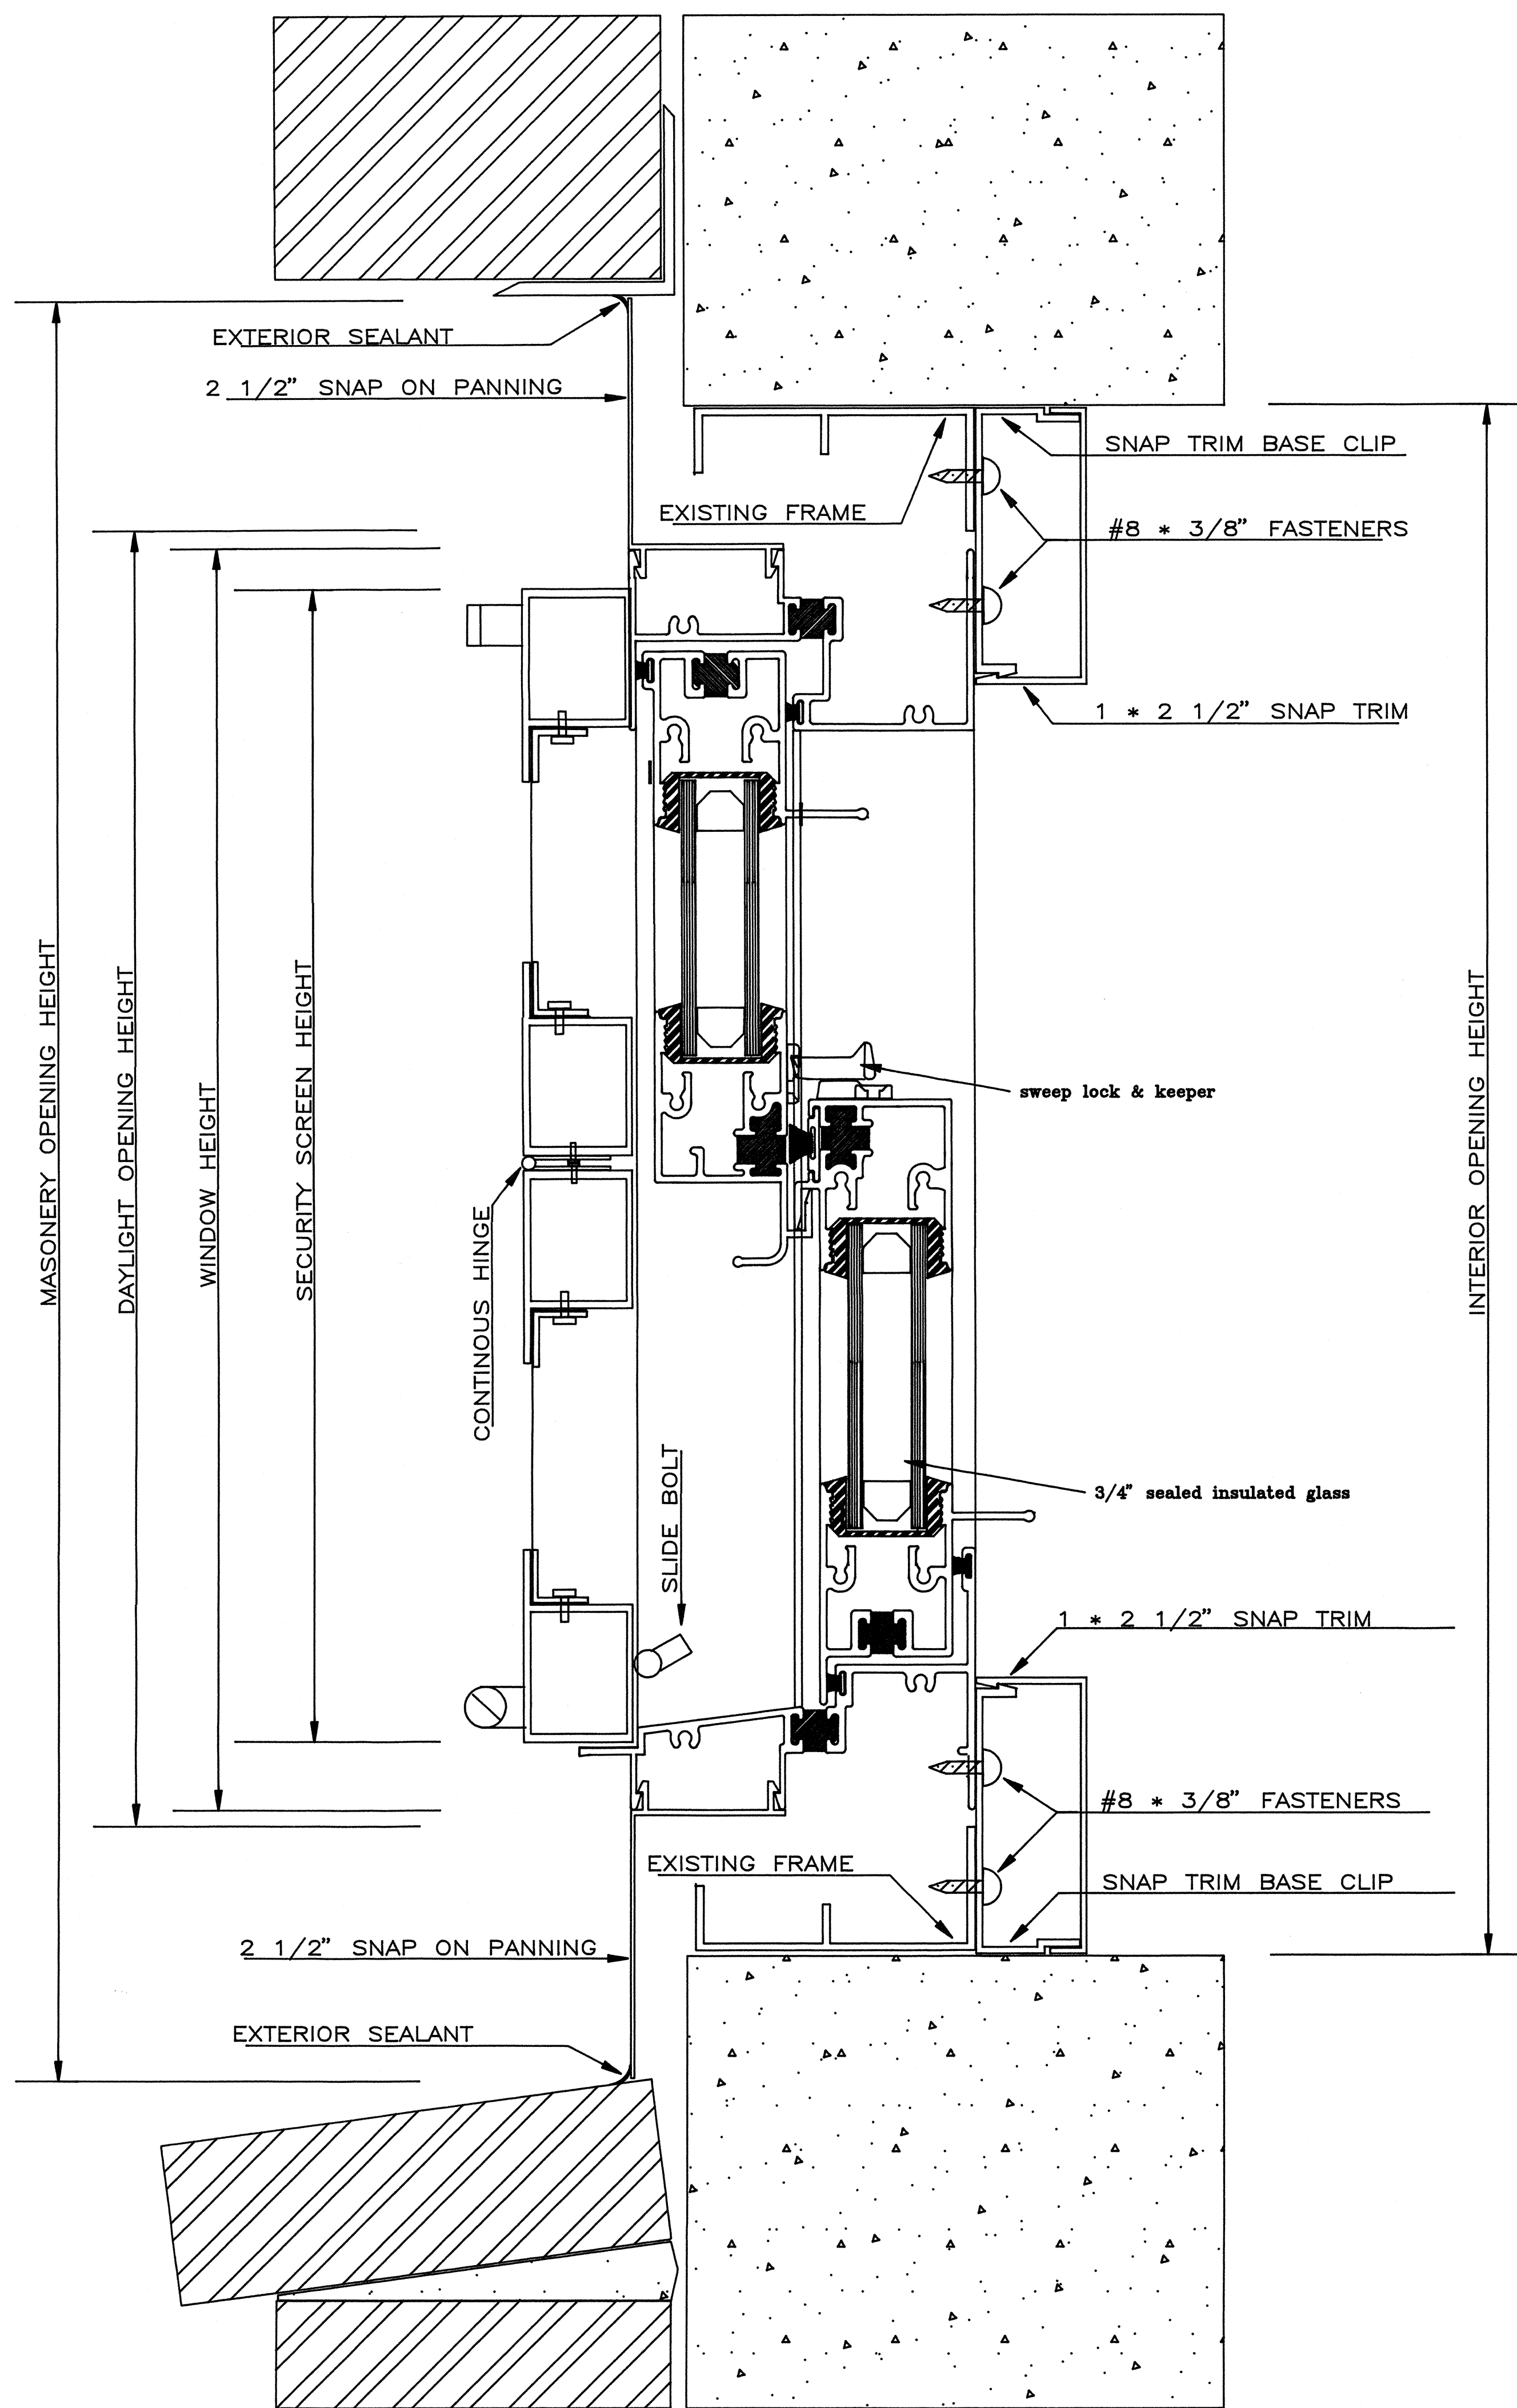 EXTERIOR SEALANT
2 1/2" SNAP ON PANNING
SNAP TRIM BASE CLIP
EXISTING FRAME
#8 * 3/8" FASTENERS
1 * 2 1/2" SNAP TRIM
MASONERY OPENING HEIGHT
DAYLIGHT OPENING HEIGHT
WINDOW HEIGHT
SECURITY SCREEN HEIGHT
INTERIOR OPENING HEIGHT
sweep lock & keeper
CONTINOUS HINGE
SLIDE BOLT
3/4" sealed insulated glass
1 * 2 1/2" SNAP TRIM
#8 * 3/8" FASTENERS
EXISTING FRAME
SNAP TRIM BASE CLIP
2 1/2" SNAP ON PANNING
EXTERIOR SEALANT